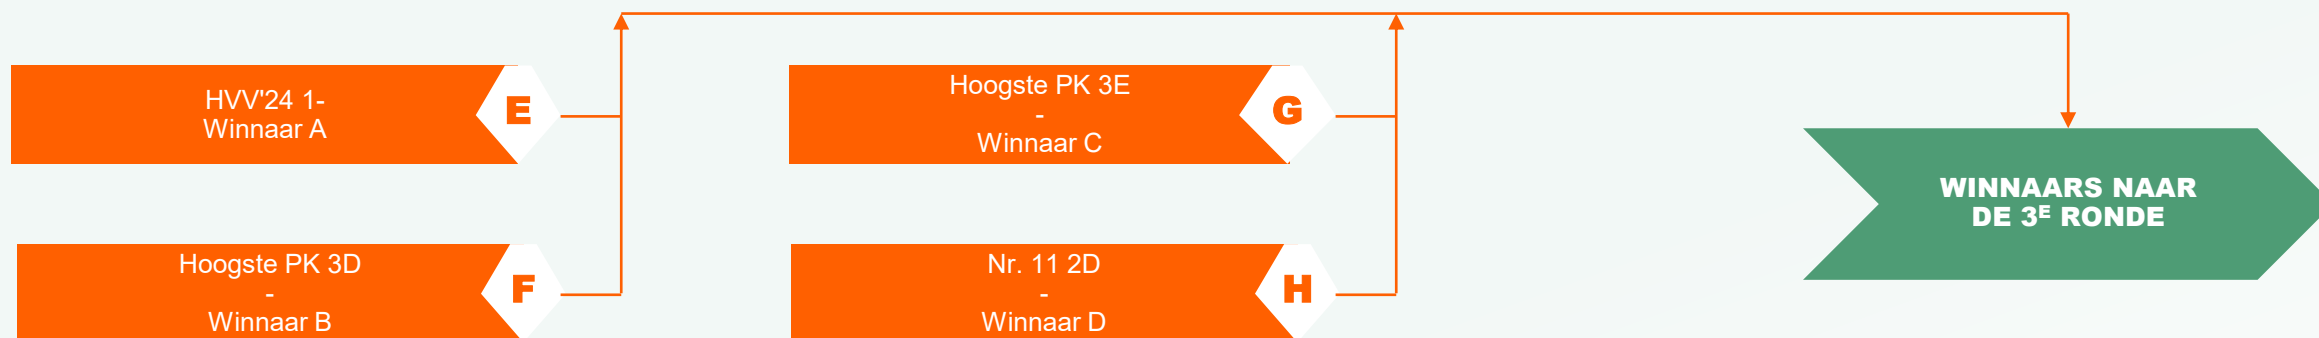 HVV'24 1-
Winnaar A
E
Hoogste PK 3E
-
Winnaar C
G
Hoogste PK 3D
-
Winnaar B
F
Nr. 11 2D
-
Winnaar D
H
WINNAARS NAAR
DE 3E RONDE